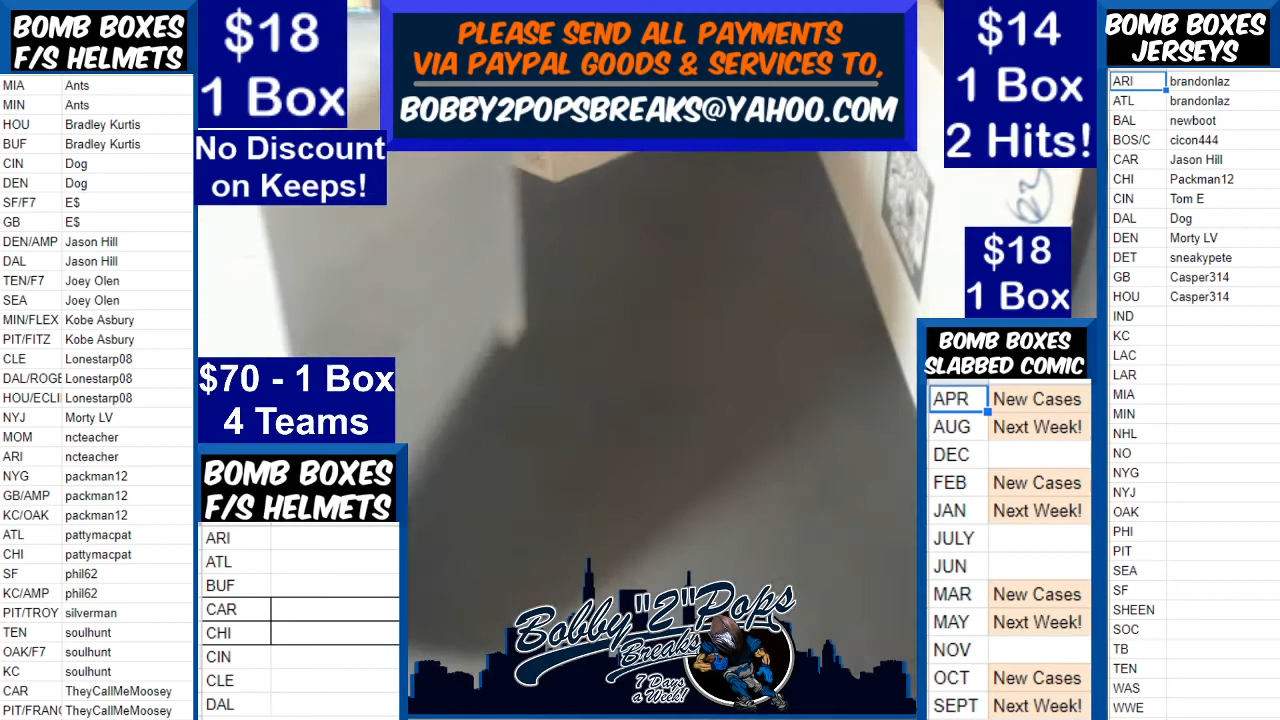 BOMB BOXES
F/S HELMETS
MIA Ants
MIN Ants
HOU Bradley Kurtis
BUF Bradley Kurtis
CIN Dog
DEN Dog
SF/F7 E$
GB E$
DEN/AMP Jason Hill
DAL Jason Hill
TEN/F7 Joey Olen
SEA Joey Olen
MIN/FLEX Kobe Asbury
PIT/FITZ Kobe Asbury
CLE Lonestarp08
DAL/ROGE Lonestarp08
HOU/ECLI Lonestarp08
NYJ Morty LV
MOM ncteacher
ARI ncteacher
NYG packman12
GB/AMP packman12
KC/OAK packman12
ATL pattymacpat
CHI pattymacpat
SF phil62
KC/AMP phil62
PIT/TROY silverman
TEN soulhunt
OAK/F7 soulhunt
KC soulhunt
CAR TheyCallMeMoosey
PIT/FRANC TheyCallMeMoosey
$18
1 Box
No Discount
on Keeps!
$70 - 1 Box
4 Teams
BOMB BOXES
F/S HELMETS
ARI
ATL
BUF
CAR
CHI
CIN
CLE
DAL
PLEASE SEND ALL PAYMENTS
VIA PAYPAL GOODS & SERVICES TO,
BOBBY2POPSBREAKS@YAHOO.COM
Bobby "2" Pops
Breaks
7 Days
a Week!
$14
1 Box
2 Hits!
$18
1 Box
BOMB BOXES
SLABBED COMIC
APR New Cases
AUG Next Week!
DEC
FEB New Cases
JAN Next Week!
JULY
JUN
MAR New Cases
MAY Next Week!
NOV
OCT New Cases
SEPT Next Week!
BOMB BOXES
JERSEYS
ARI brandonlaz
ATL brandonlaz
BAL newboot
BOS/C cicon444
CAR Jason Hill
CHI Packman12
CIN Tom E
DAL Dog
DEN Morty LV
DET sneakypete
GB Casper314
HOU Casper314
IND
KC
LAC
LAR
MIA
MIN
NHL
NO
NYG
NYJ
OAK
PHI
PIT
SEA
SF
SHEEN
SOC
TB
TEN
WAS
WWE